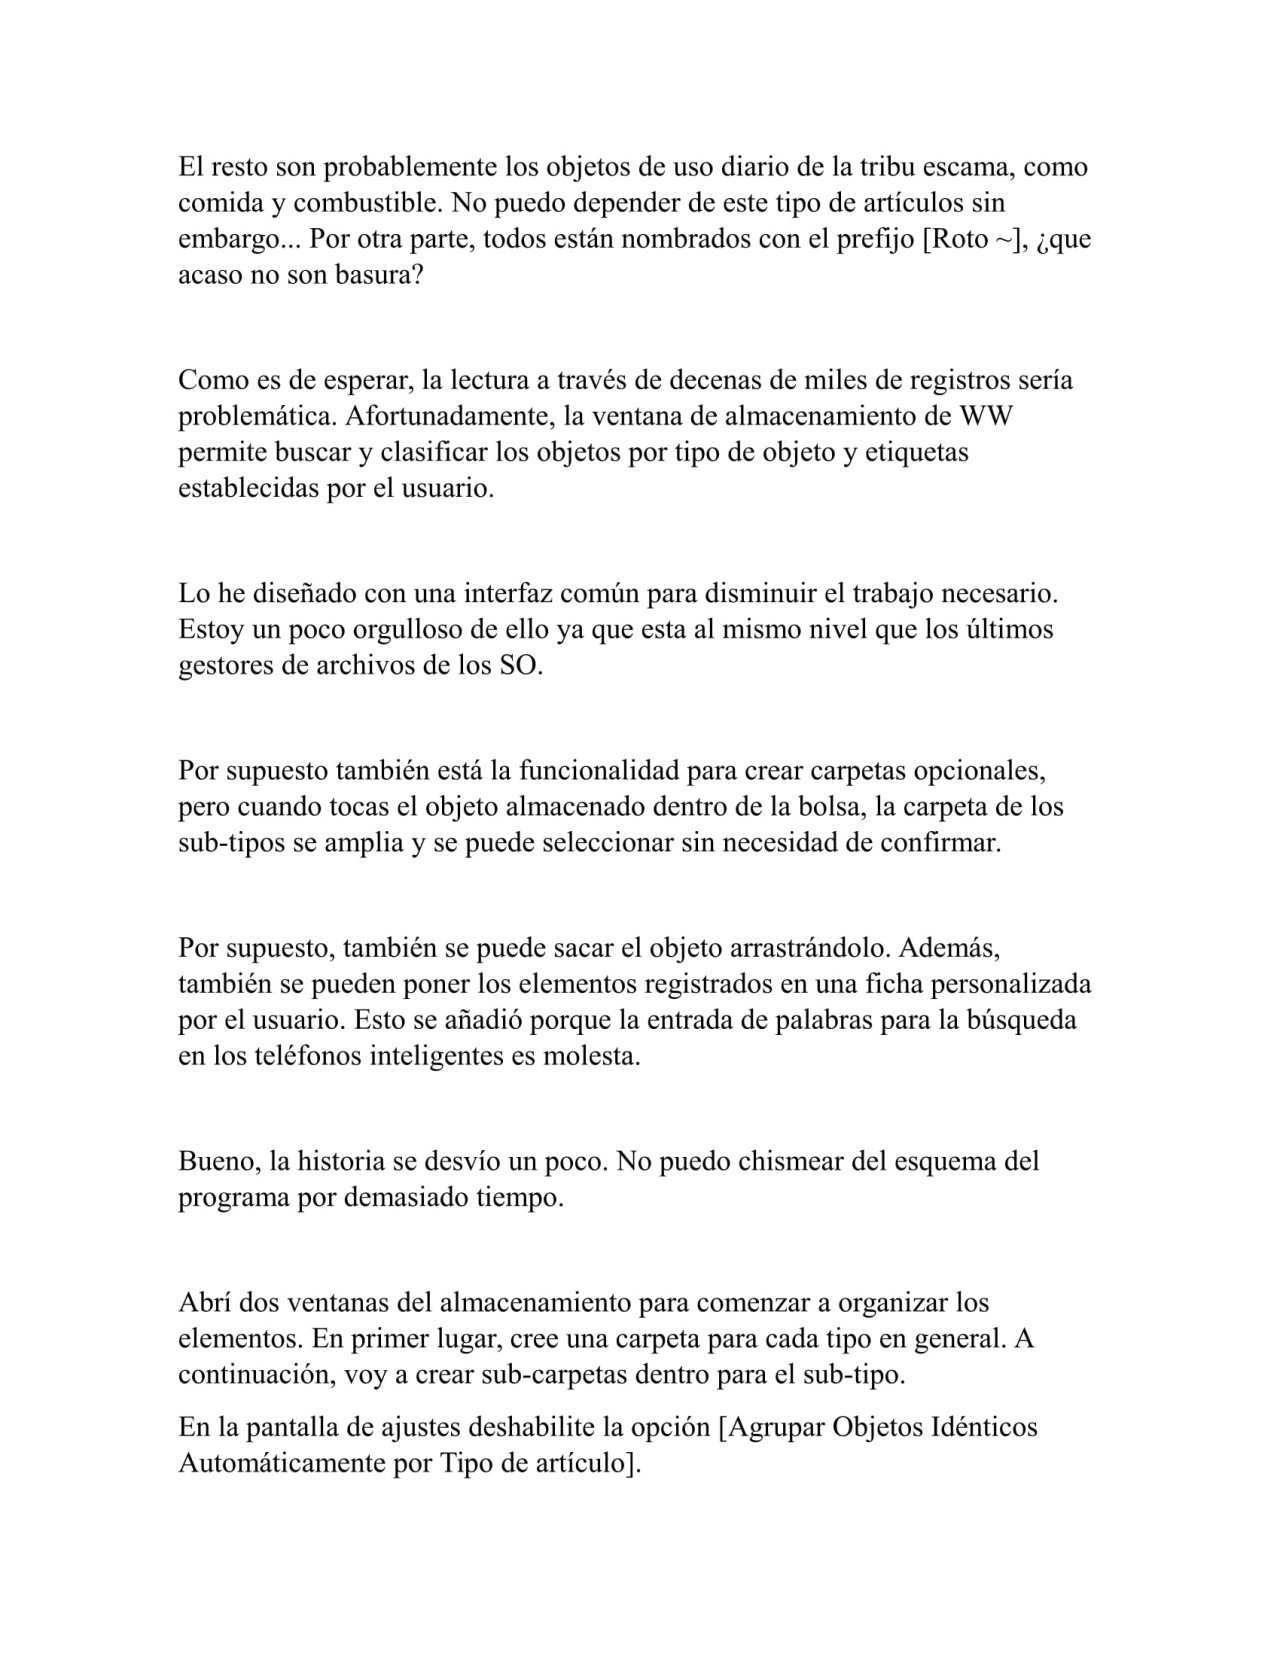 El resto son probablemente los objetos de uso diario de la tribu escama, como
comida y combustible. No puedo depender de este tipo de artículos sin
embargo... Por otra parte, todos están nombrados con el prefijo [Roto ~], ¿que
acaso no son basura?
Como es de esperar, la lectura a través de decenas de miles de registros sería
problemática. Afortunadamente, la ventana de almacenamiento de WW
permite buscar y clasificar los objetos por tipo de objeto y etiquetas
establecidas por el usuario.
Lo he diseñado con una interfaz común para disminuir el trabajo necesario.
Estoy un poco orgulloso de ello ya que esta al mismo nivel que los últimos
gestores de archivos de los SO.
Por supuesto también está la funcionalidad para crear carpetas opcionales,
pero cuando tocas el objeto almacenado dentro de la bolsa, la carpeta de los
sub-tipos se amplia y se puede seleccionar sin necesidad de confirmar.
Por supuesto, también se puede sacar el objeto arrastrándolo. Además,
también se pueden poner los elementos registrados en una ficha personalizada
por el usuario. Esto se añadió porque la entrada de palabras para la búsqueda
en los teléfonos inteligentes es molesta.
Bueno, la historia se desvío un poco. No puedo chismear del esquema del
programa por demasiado tiempo.
Abrí dos ventanas del almacenamiento para comenzar a organizar los
elementos. En primer lugar, cree una carpeta para cada tipo en general. A
continuación, voy a crear sub-carpetas dentro para el sub-tipo.
En la pantalla de ajustes deshabilite la opción [Agrupar Objetos Idénticos
Automáticamente por Tipo de artículo].